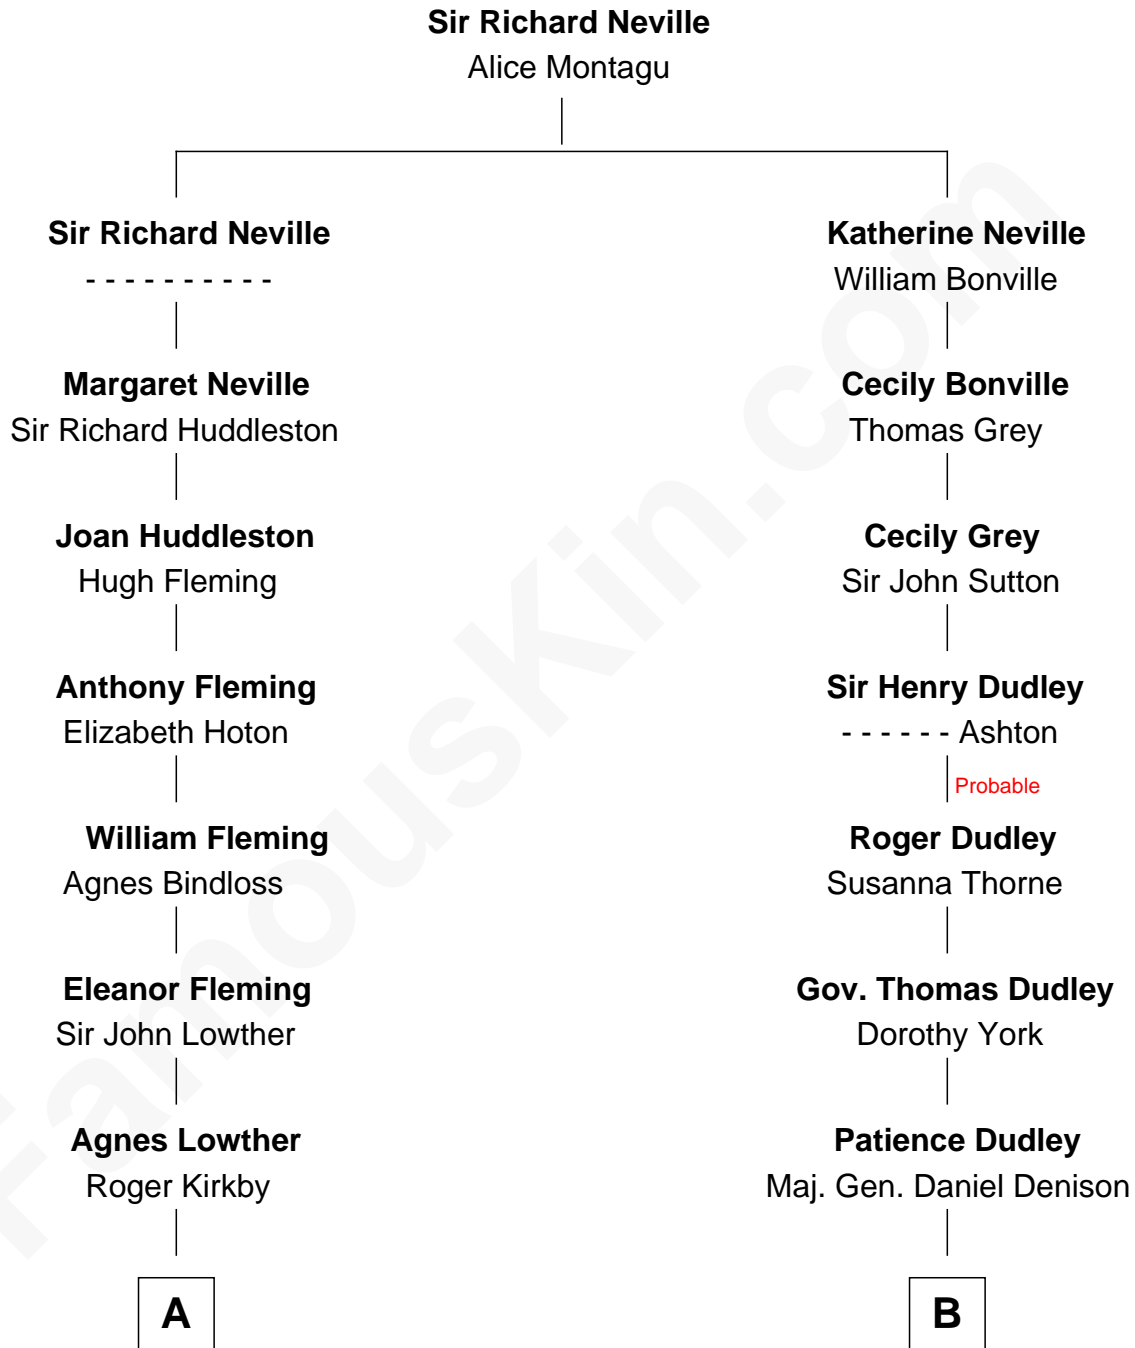 Sir Richard Neville
Alice Montagu
Sir Richard Neville
- - - - - - - - - -
Margaret Neville
Sir Richard Huddleston
Joan Huddleston
Hugh Fleming
Anthony Fleming
Elizabeth Hoton
William Fleming
Agnes Bindloss
Eleanor Fleming
Sir John Lowther
Agnes Lowther
Roger Kirkby
A
Katherine Neville
William Bonville
Cecily Bonville
Thomas Grey
Cecily Grey
Sir John Sutton
Sir Henry Dudley
- - - - - - Ashton
Probable
Roger Dudley
Susanna Thorne
Gov. Thomas Dudley
Dorothy York
Patience Dudley
Maj. Gen. Daniel Denison
B
FamousKin.com